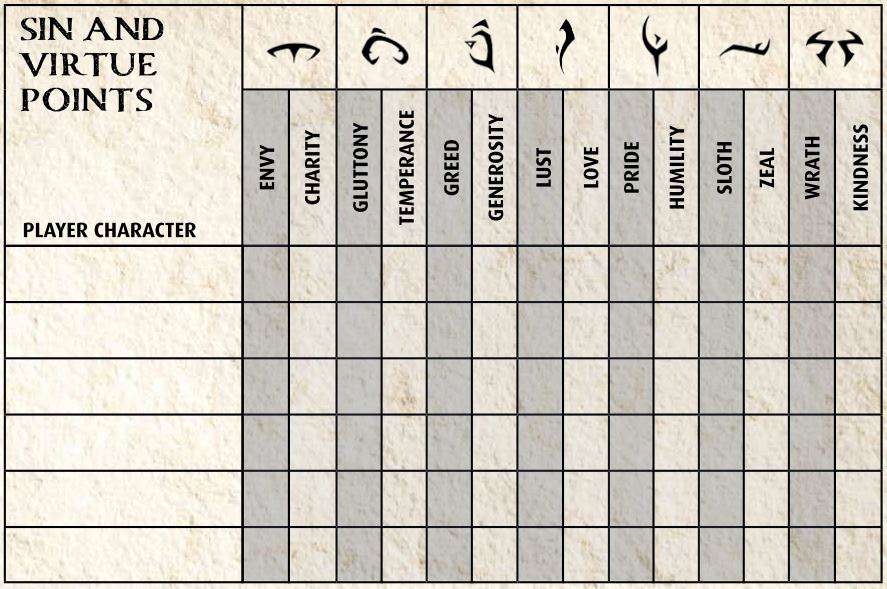 SIN AND
VIRTUE
POINTS
PLAYER CHARACTER
ENVY
CHARITY
GLUTTONY
TEMPERANCE
GREED
GENEROSITY
LUST
LOVE
PRIDE
HUMILITY
SLOTH
ZEAL
WRATH
KINDNESS